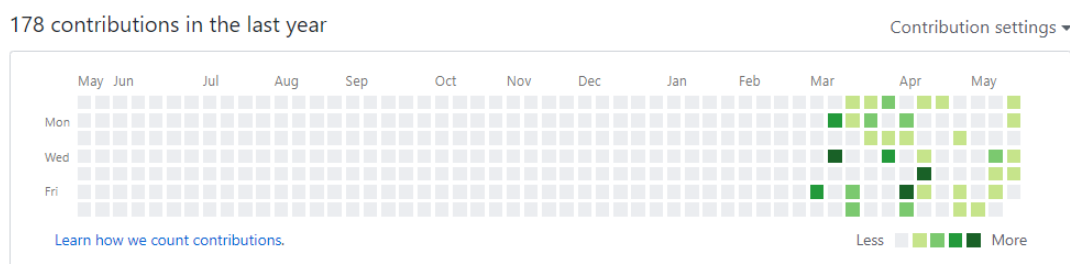 178 contributions in the last year
Contribution settings
May Jun Jul Aug Sep Oct Nov Dec Jan Feb Mar Apr May
Mon
Wed
Fri
Learn how we count contributions.
Less More